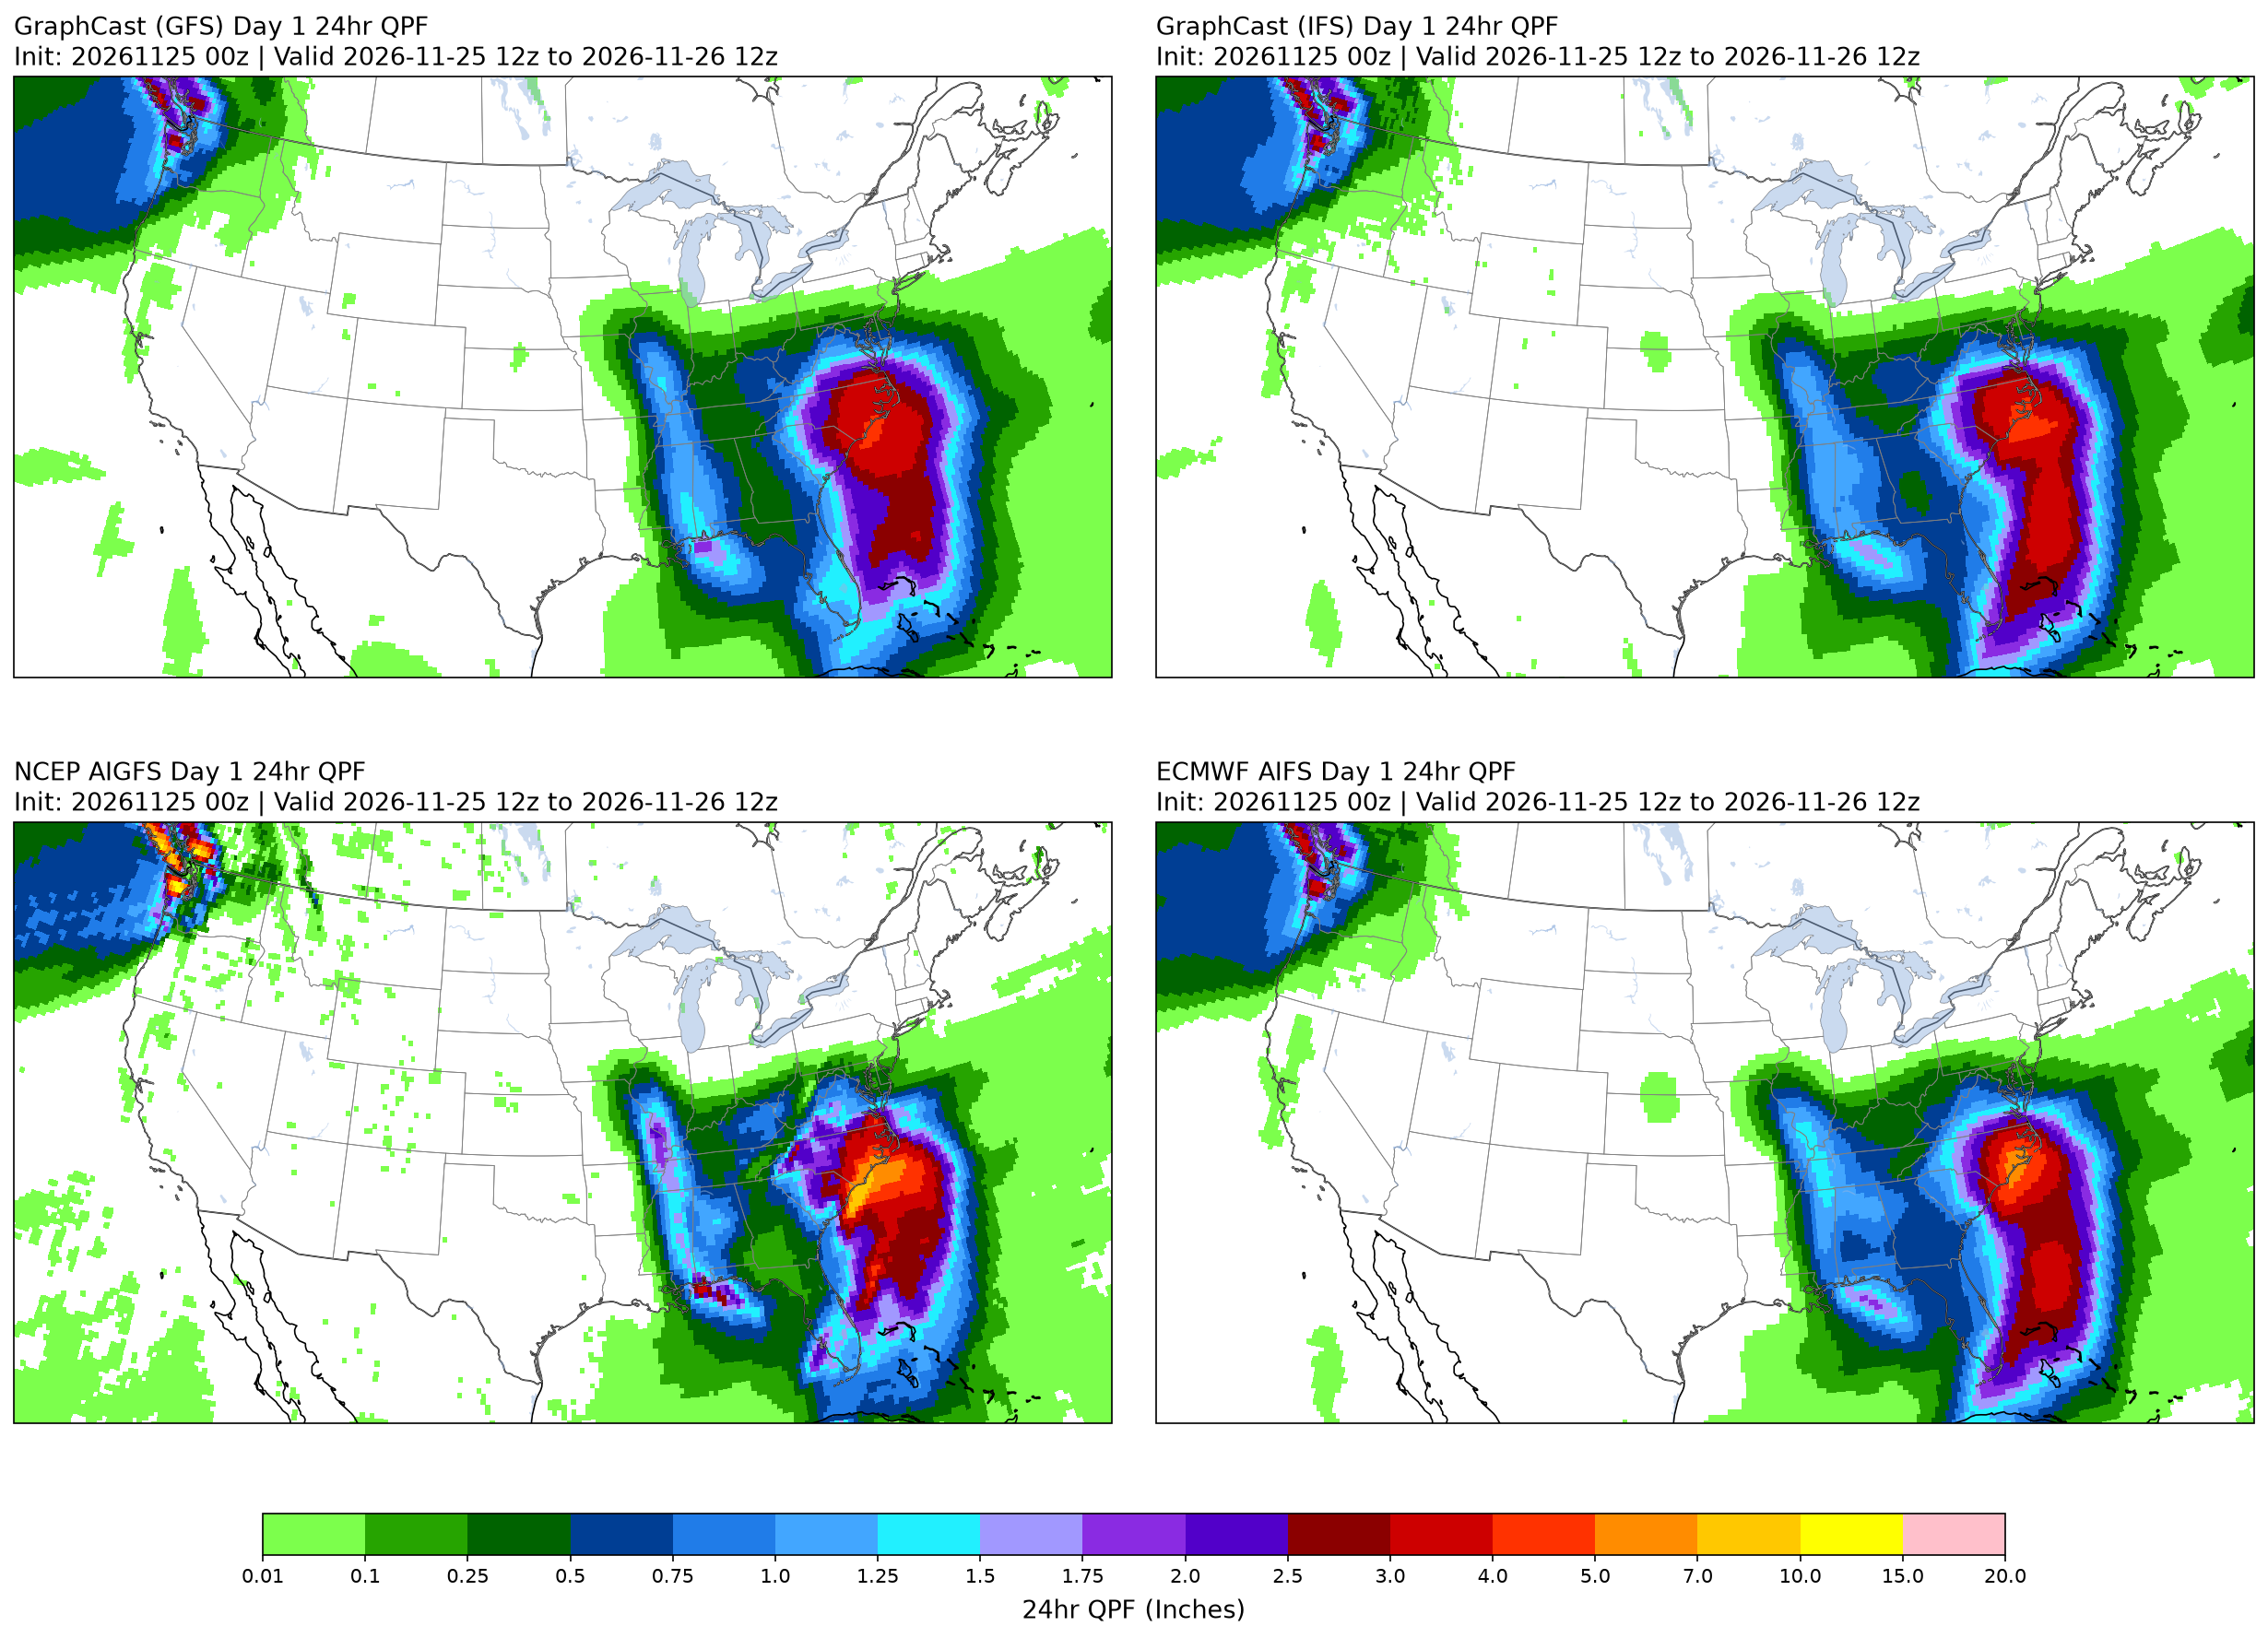 GraphCast (GFS) Day 1 24hr QPF
Init: 20261125 00z | Valid 2026-11-25 12z to 2026-11-26 12z
GraphCast (IFS) Day 1 24hr QPF
Init: 20261125 00z | Valid 2026-11-25 12z to 2026-11-26 12z
NCEP AIGFS Day 1 24hr QPF
Init: 20261125 00z | Valid 2026-11-25 12z to 2026-11-26 12z
ECMWF AIFS Day 1 24hr QPF
Init: 20261125 00z | Valid 2026-11-25 12z to 2026-11-26 12z
0.01 0.1 0.25 0.5 0.75 1.0 1.25 1.5 1.75 2.0 2.5 3.0 4.0 5.0 7.0 10.0 15.0 20.0
24hr QPF (Inches)